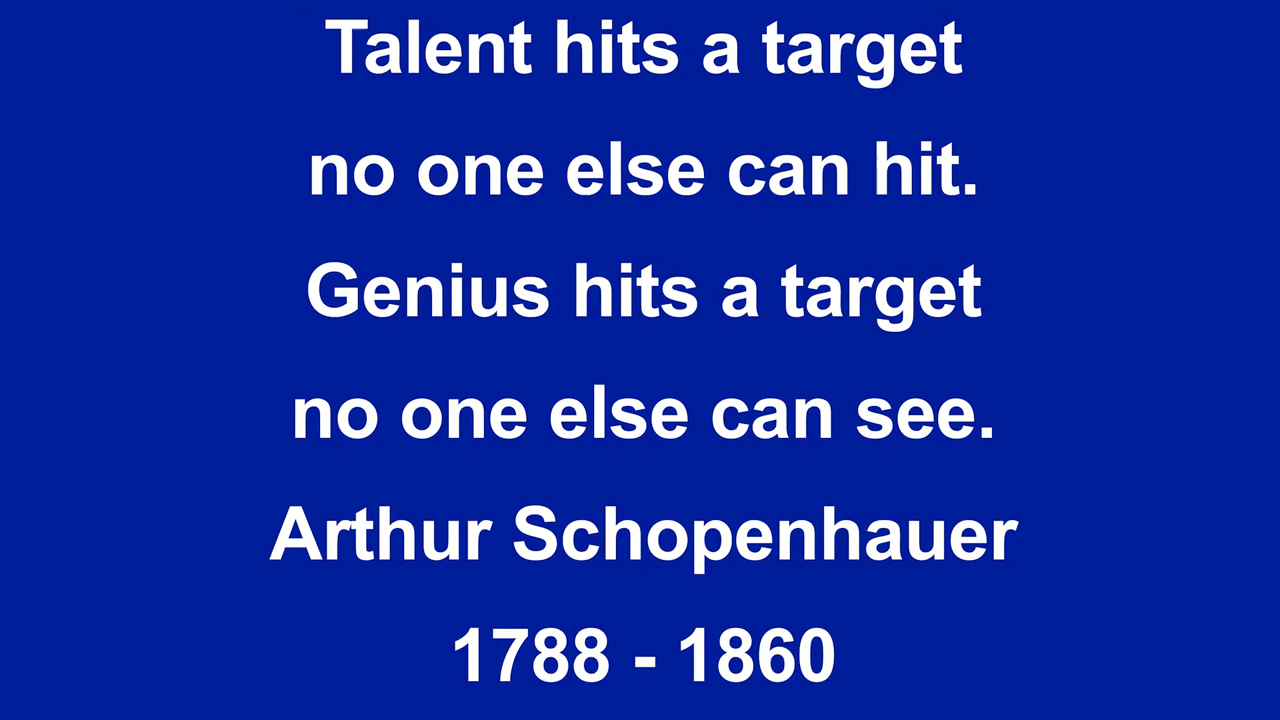 Talent hits a target
no one else can hit.
Genius hits a target
no one else can see.
Arthur Schopenhauer
1788 - 1860